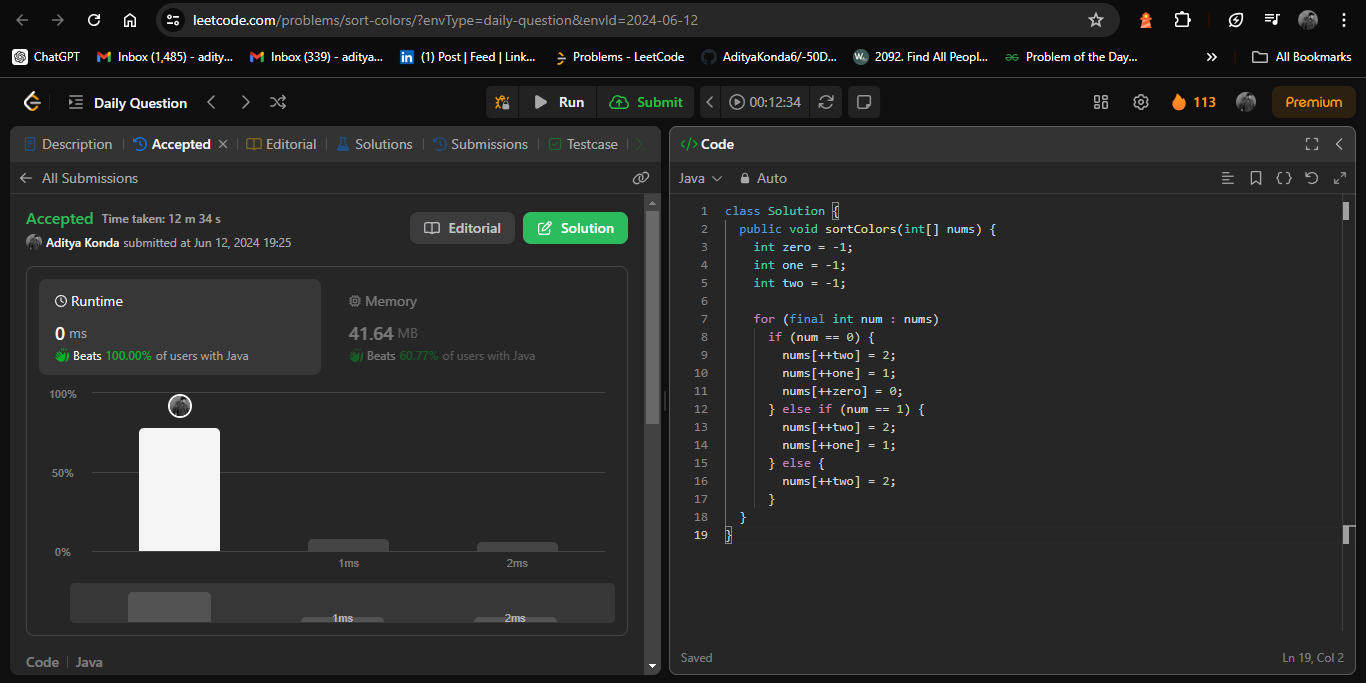 leetcode.com/problems/sort-colors/?envType=daily-question&envId=2024-06-12
ChatGPT Inbox (1,485) - adity... Inbox (339) - aditya... (1) Post | Feed | Link... Problems - LeetCode AdityaKonda6/-50D... 2092. Find All Peopl... Problem of the Day... » All Bookmarks
Daily Question Run Submit 00:12:34 113 Premium
Description Accepted Editorial Solutions Submissions Testcase
All Submissions
Accepted Time taken: 12 m 34 s
Aditya Konda submitted at Jun 12, 2024 19:25
Editorial Solution
Runtime
0 ms
Beats 100.00% of users with Java
Memory
41.64 MB
Beats 60.77% of users with Java
100%
50%
0%
1ms 2ms
1ms 2ms
Code | Java
</> Code
Java Auto
1 class Solution {
2 public void sortColors(int[] nums) {
3 int zero = -1;
4 int one = -1;
5 int two = -1;
6
7 for (final int num : nums)
8 if (num == 0) {
9 nums[++two] = 2;
10 nums[++one] = 1;
11 nums[++zero] = 0;
12 } else if (num == 1) {
13 nums[++two] = 2;
14 nums[++one] = 1;
15 } else {
16 nums[++two] = 2;
17 }
18 }
19 }
Saved Ln 19, Col 2